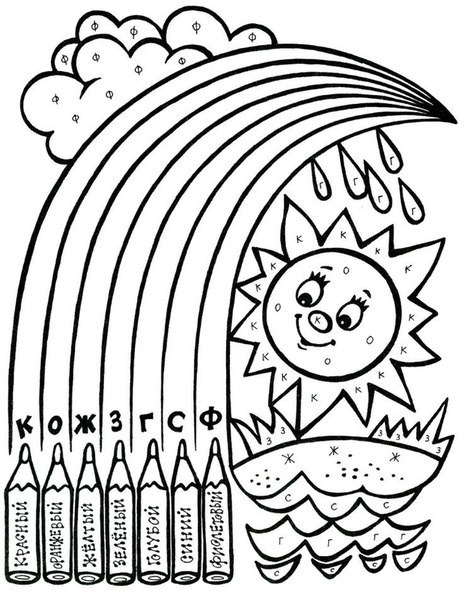 Ф
Ф Ф
Ф
Ф
Г Г Г Г
К К К
О
К К
О К О
К
К О К
К К
К К
К О Ж З Г С Ф
З З З З З З
Ж Ж
КРАСНЫЙ
ОРАНЖЕВЫЙ
ЖЁЛТЫЙ
ЗЕЛЁНЫЙ
ГОЛУБОЙ
СИНИЙ
ФИОЛЕТОВЫЙ
С С С
Г Г Г
С С С